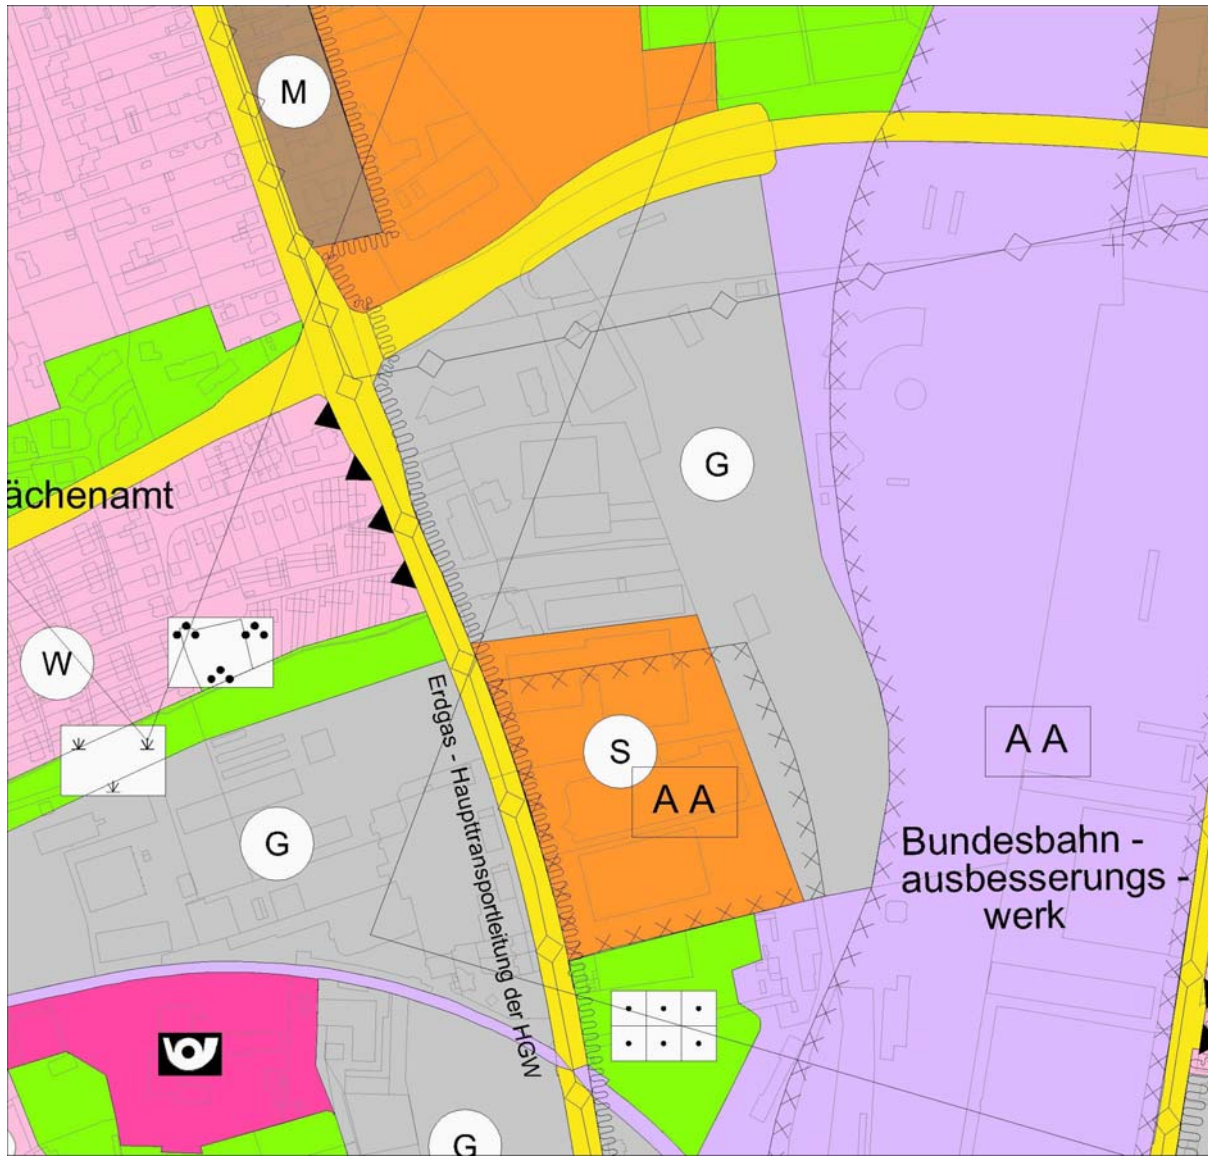 M
G
ächenamt
W
Erdgas - Haupttransportleitung der HGW
S
A A
A A
G
Bundesbahn -
ausbesserungs -
werk
G